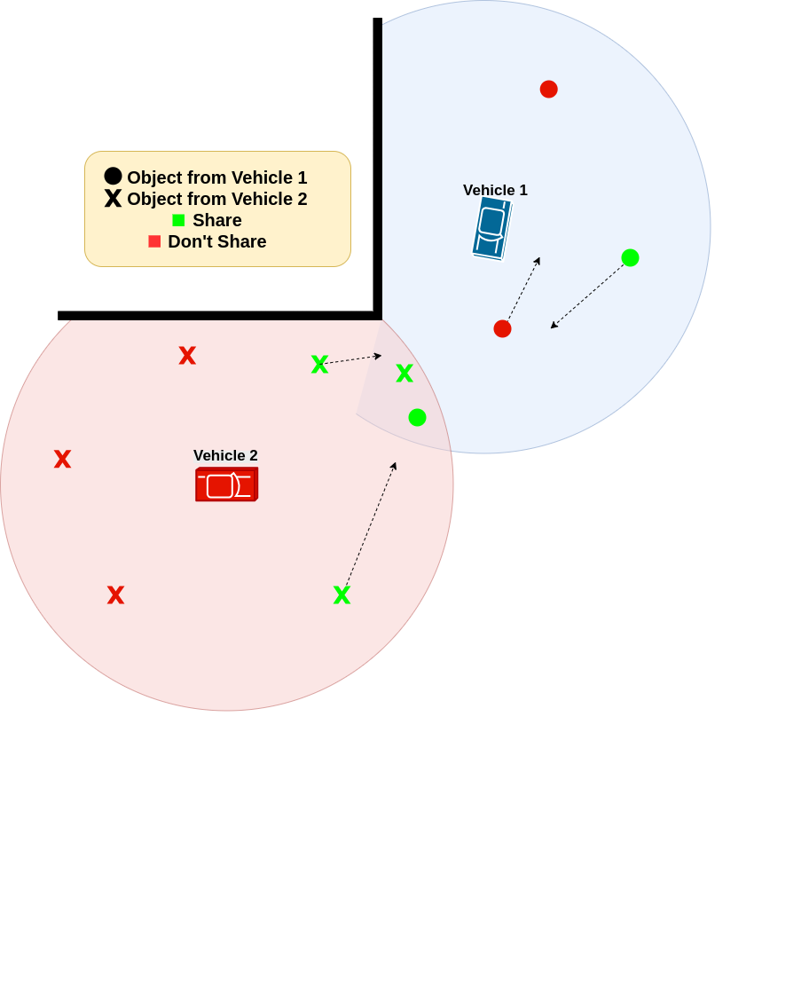 Vehicle 1
Object from Vehicle 1
X Object from Vehicle 2
Share
Don't Share
X
X
X
X
Vehicle 2
X
X